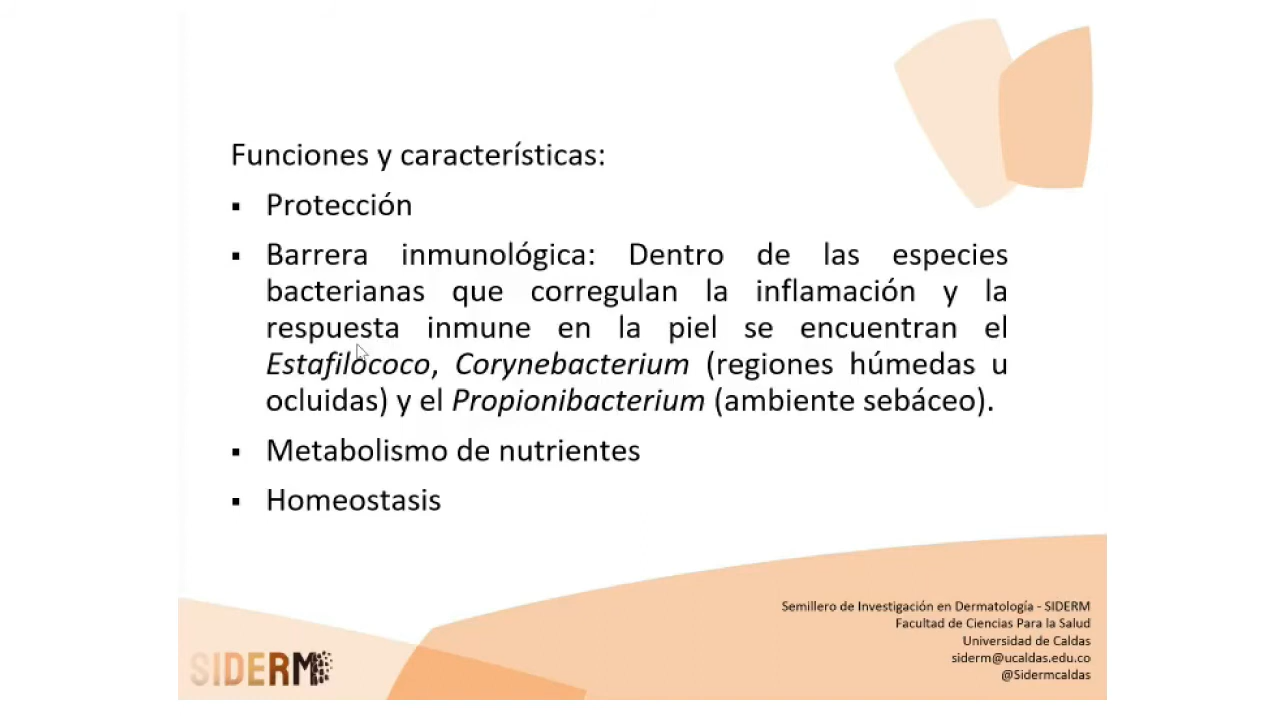 Funciones y características:
▪ Protección
▪ Barrera inmunológica: Dentro de las especies
bacterianas que corregulan la inflamación y la
respuesta inmune en la piel se encuentran el
Estafilococo, Corynebacterium (regiones húmedas u
ocluidas) y el Propionibacterium (ambiente sebáceo).
▪ Metabolismo de nutrientes
▪ Homeostasis
Semillero de Investigación en Dermatología - SIDERM
Facultad de Ciencias Para la Salud
Universidad de Caldas
siderm@ucaldas.edu.co
@Sidermcaldas
SIDERM